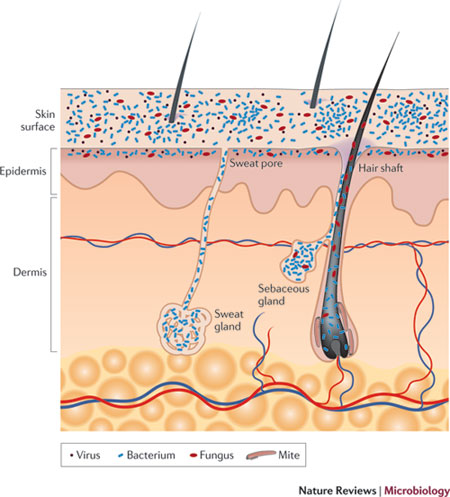 Skin
surface
Epidermis
Sweat pore
Hair shaft
Dermis
Sebaceous
gland
Sweat
gland
• Virus Bacterium Fungus Mite
Nature Reviews | Microbiology